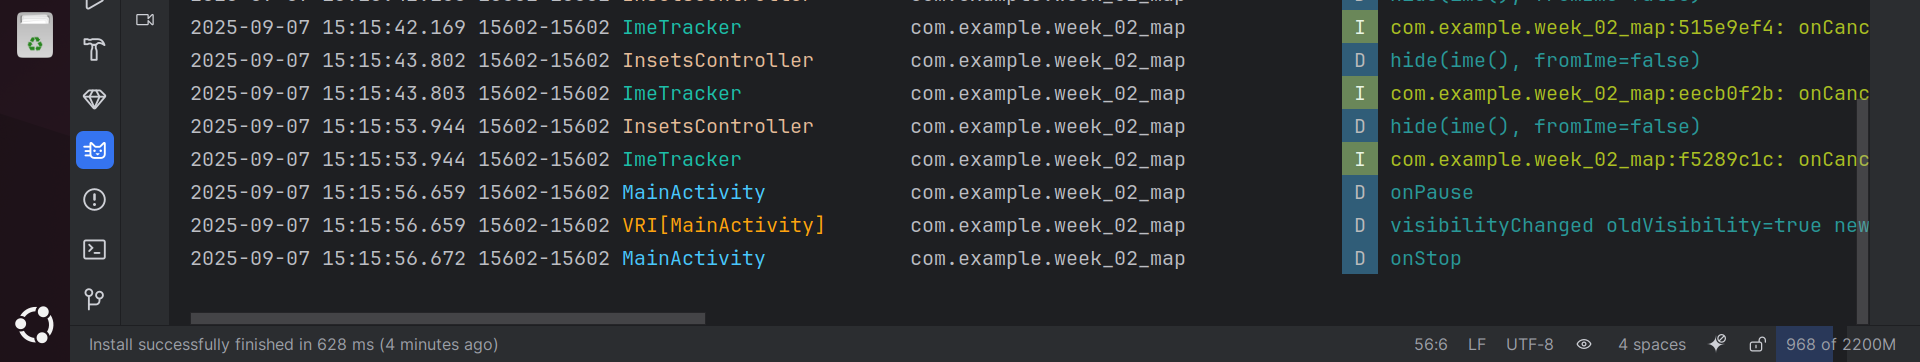 2025-09-07 15:15:42.169 15602-15602 ImeTracker com.example.week_02_map I com.example.week_02_map:515e9ef4: onCanc
2025-09-07 15:15:43.802 15602-15602 InsetsController com.example.week_02_map D hide(ime(), fromIme=false)
2025-09-07 15:15:43.803 15602-15602 ImeTracker com.example.week_02_map I com.example.week_02_map:eecb0f2b: onCanc
2025-09-07 15:15:53.944 15602-15602 InsetsController com.example.week_02_map D hide(ime(), fromIme=false)
2025-09-07 15:15:53.944 15602-15602 ImeTracker com.example.week_02_map I com.example.week_02_map:f5289c1c: onCanc
2025-09-07 15:15:56.659 15602-15602 MainActivity com.example.week_02_map D onPause
2025-09-07 15:15:56.659 15602-15602 VRI[MainActivity] com.example.week_02_map D visibilityChanged oldVisibility=true new
2025-09-07 15:15:56.672 15602-15602 MainActivity com.example.week_02_map D onStop
Install successfully finished in 628 ms (4 minutes ago) 56:6 LF UTF-8 4 spaces 968 of 2200M